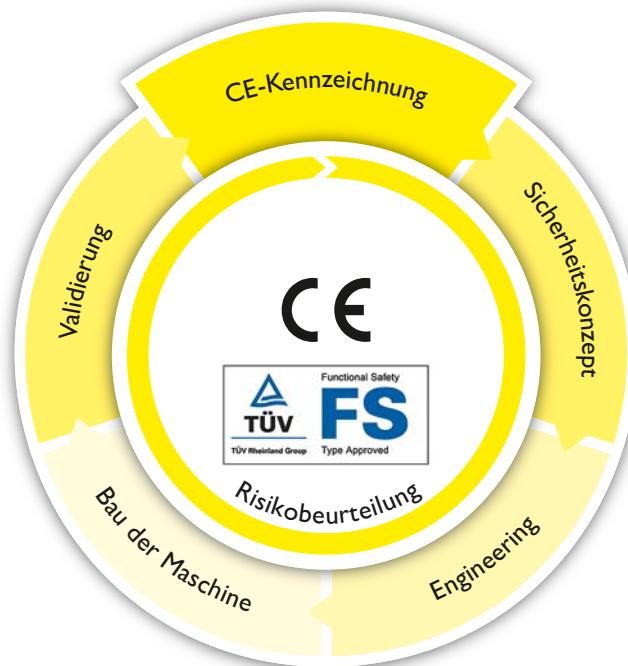 CE-Kennzeichnung
Sicherheitskonzept
Engineering
Bau der Maschine
Validierung
CE
TÜV
TÜV Rheinland Group
Functional Safety
FS
Type Approved
Risikobeurteilung